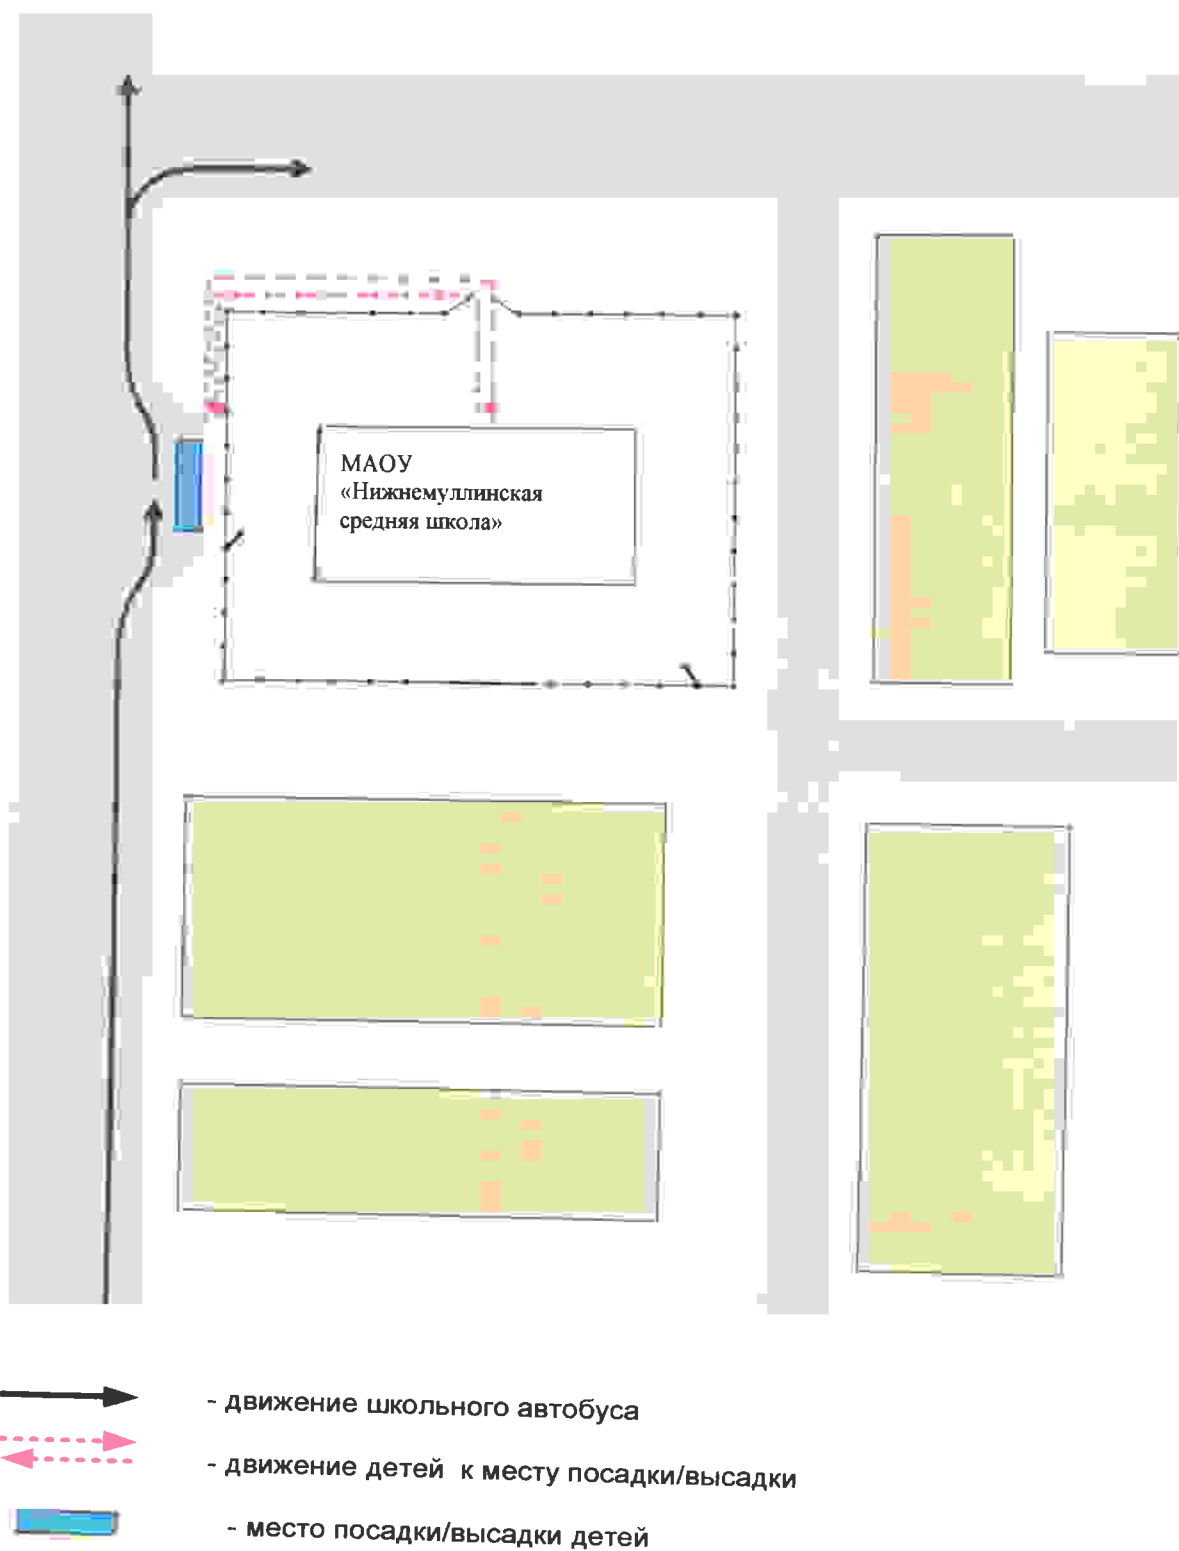 МАОУ
«Нижнемуллинская
средняя школа»
- движение школьного автобуса
- движение детей к месту посадки/высадки
- место посадки/высадки детей